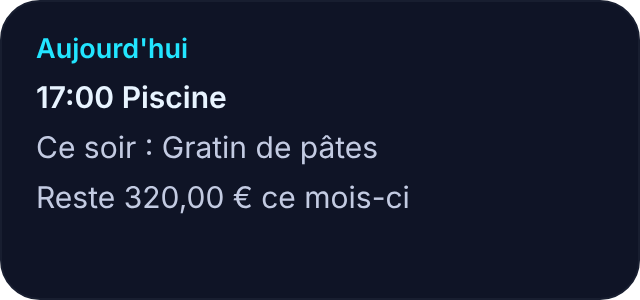 Aujourd'hui
17:00 Piscine
Ce soir : Gratin de pâtes
Reste 320,00 € ce mois-ci